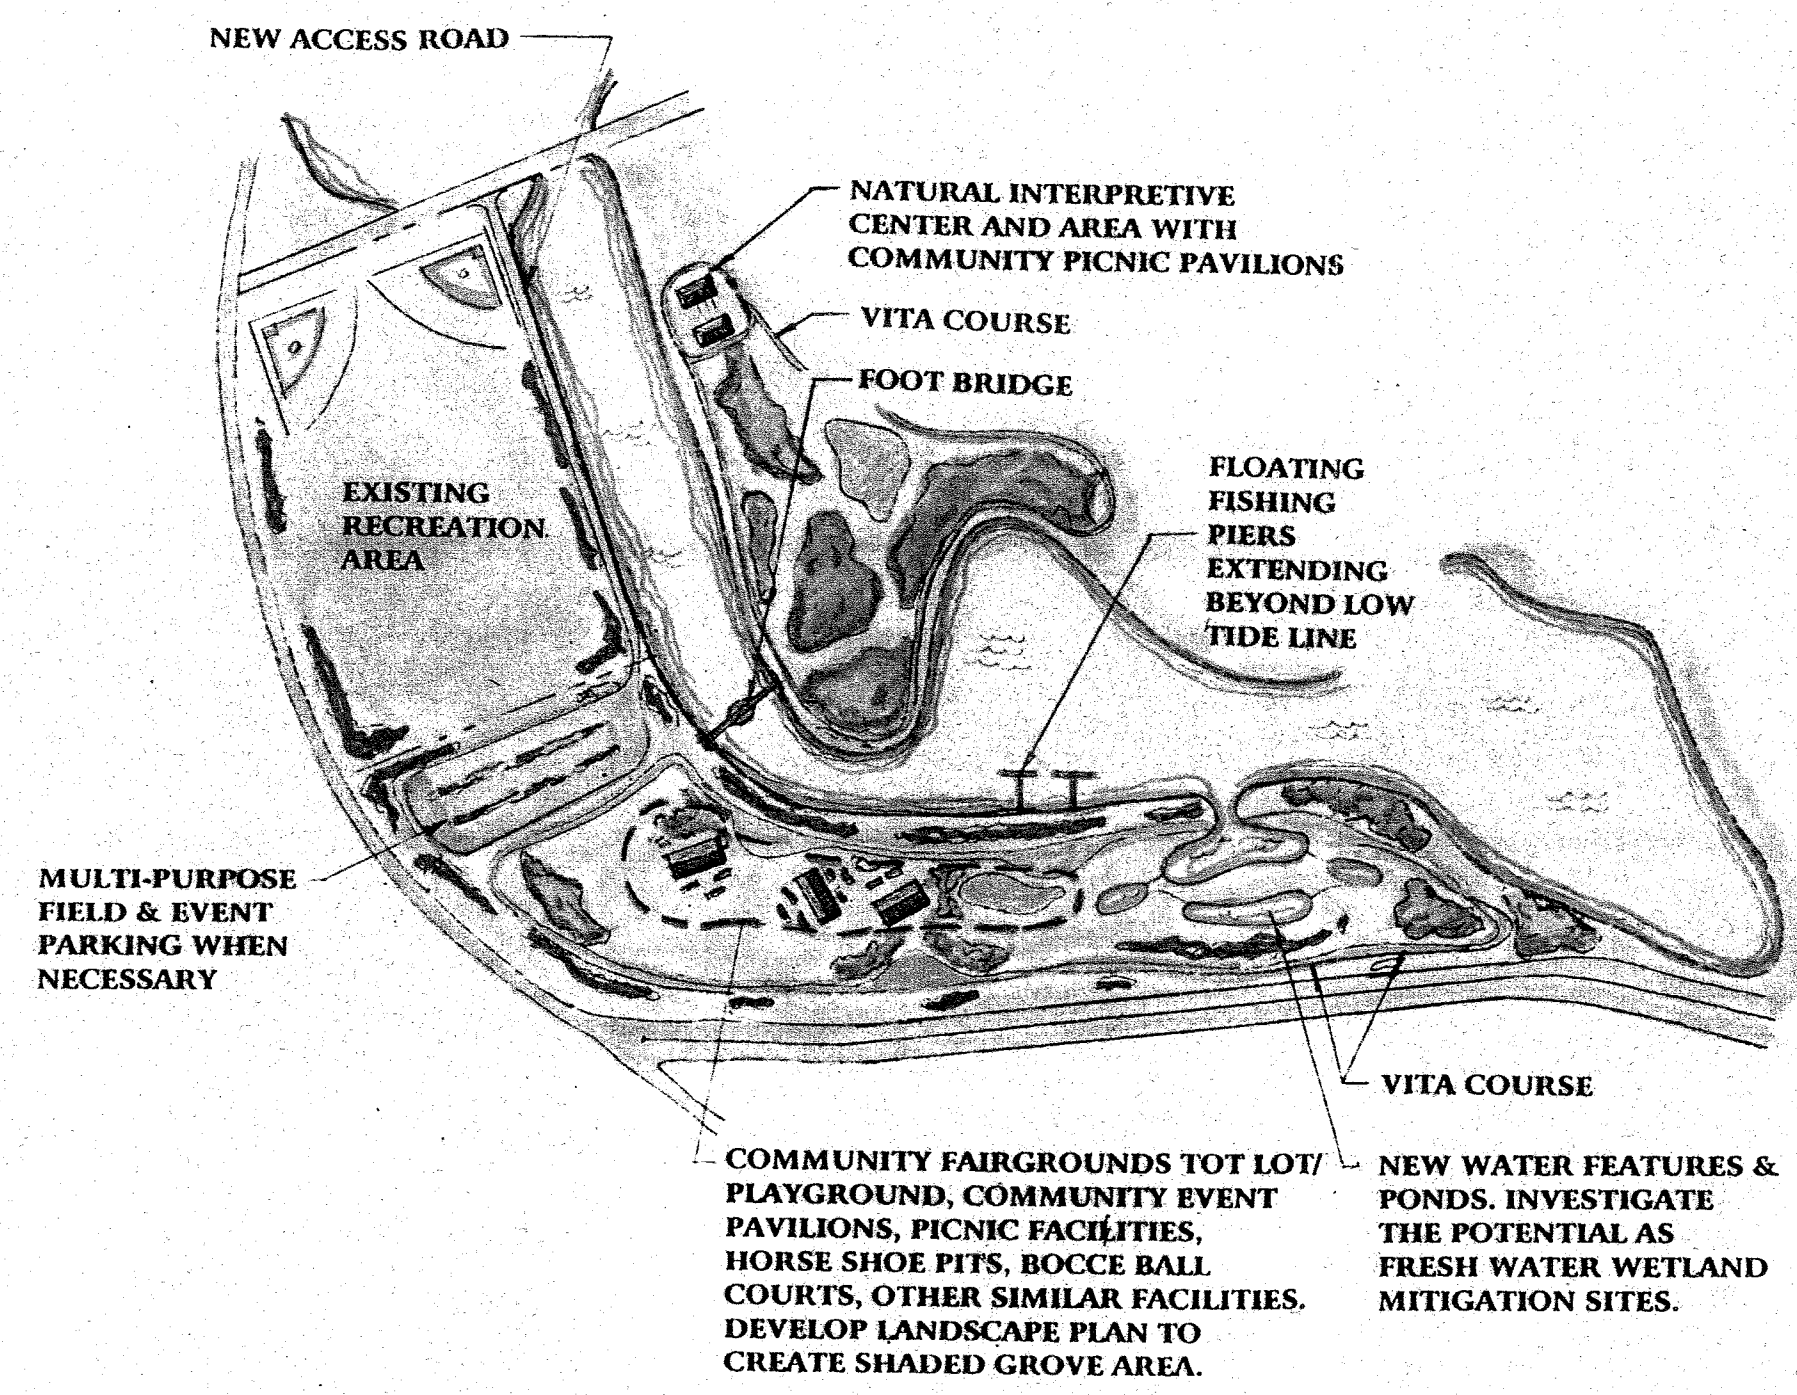 NEW ACCESS ROAD
NATURAL INTERPRETIVE
CENTER AND AREA WITH
COMMUNITY PICNIC PAVILIONS
VITA COURSE
FOOT BRIDGE
FLOATING
FISHING
PIERS
EXTENDING
BEYOND LOW
TIDE LINE
EXISTING
RECREATION
AREA
MULTI-PURPOSE
FIELD & EVENT
PARKING WHEN
NECESSARY
VITA COURSE
COMMUNITY FAIRGROUNDS TOT LOT/
PLAYGROUND, COMMUNITY EVENT
PAVILIONS, PICNIC FACILITIES,
HORSE SHOE PITS, BOCCE BALL
COURTS, OTHER SIMILAR FACILITIES.
DEVELOP LANDSCAPE PLAN TO
CREATE SHADED GROVE AREA.
NEW WATER FEATURES &
PONDS. INVESTIGATE
THE POTENTIAL AS
FRESH WATER WETLAND
MITIGATION SITES.